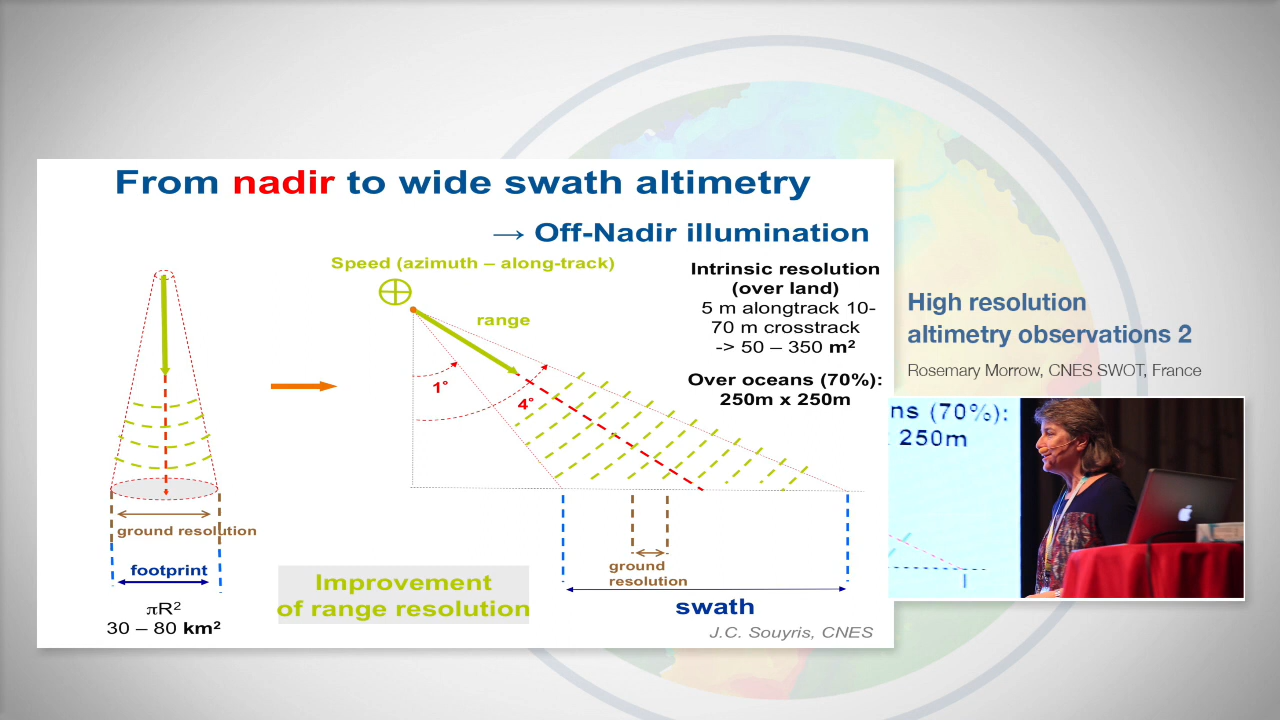 From nadir to wide swath altimetry
→ Off-Nadir illumination
Speed (azimuth – along-track)
range
1°
4°
Intrinsic resolution
(over land)
5 m alongtrack 10-
70 m crosstrack
-> 50 – 350 m²
Over oceans (70%):
250m x 250m
ground resolution
footprint
πR²
30 – 80 km²
Improvement
of range resolution
ground
resolution
swath
J.C. Souyris, CNES
High resolution
altimetry observations 2
Rosemary Morrow, CNES SWOT, France
ns (70%):
250m